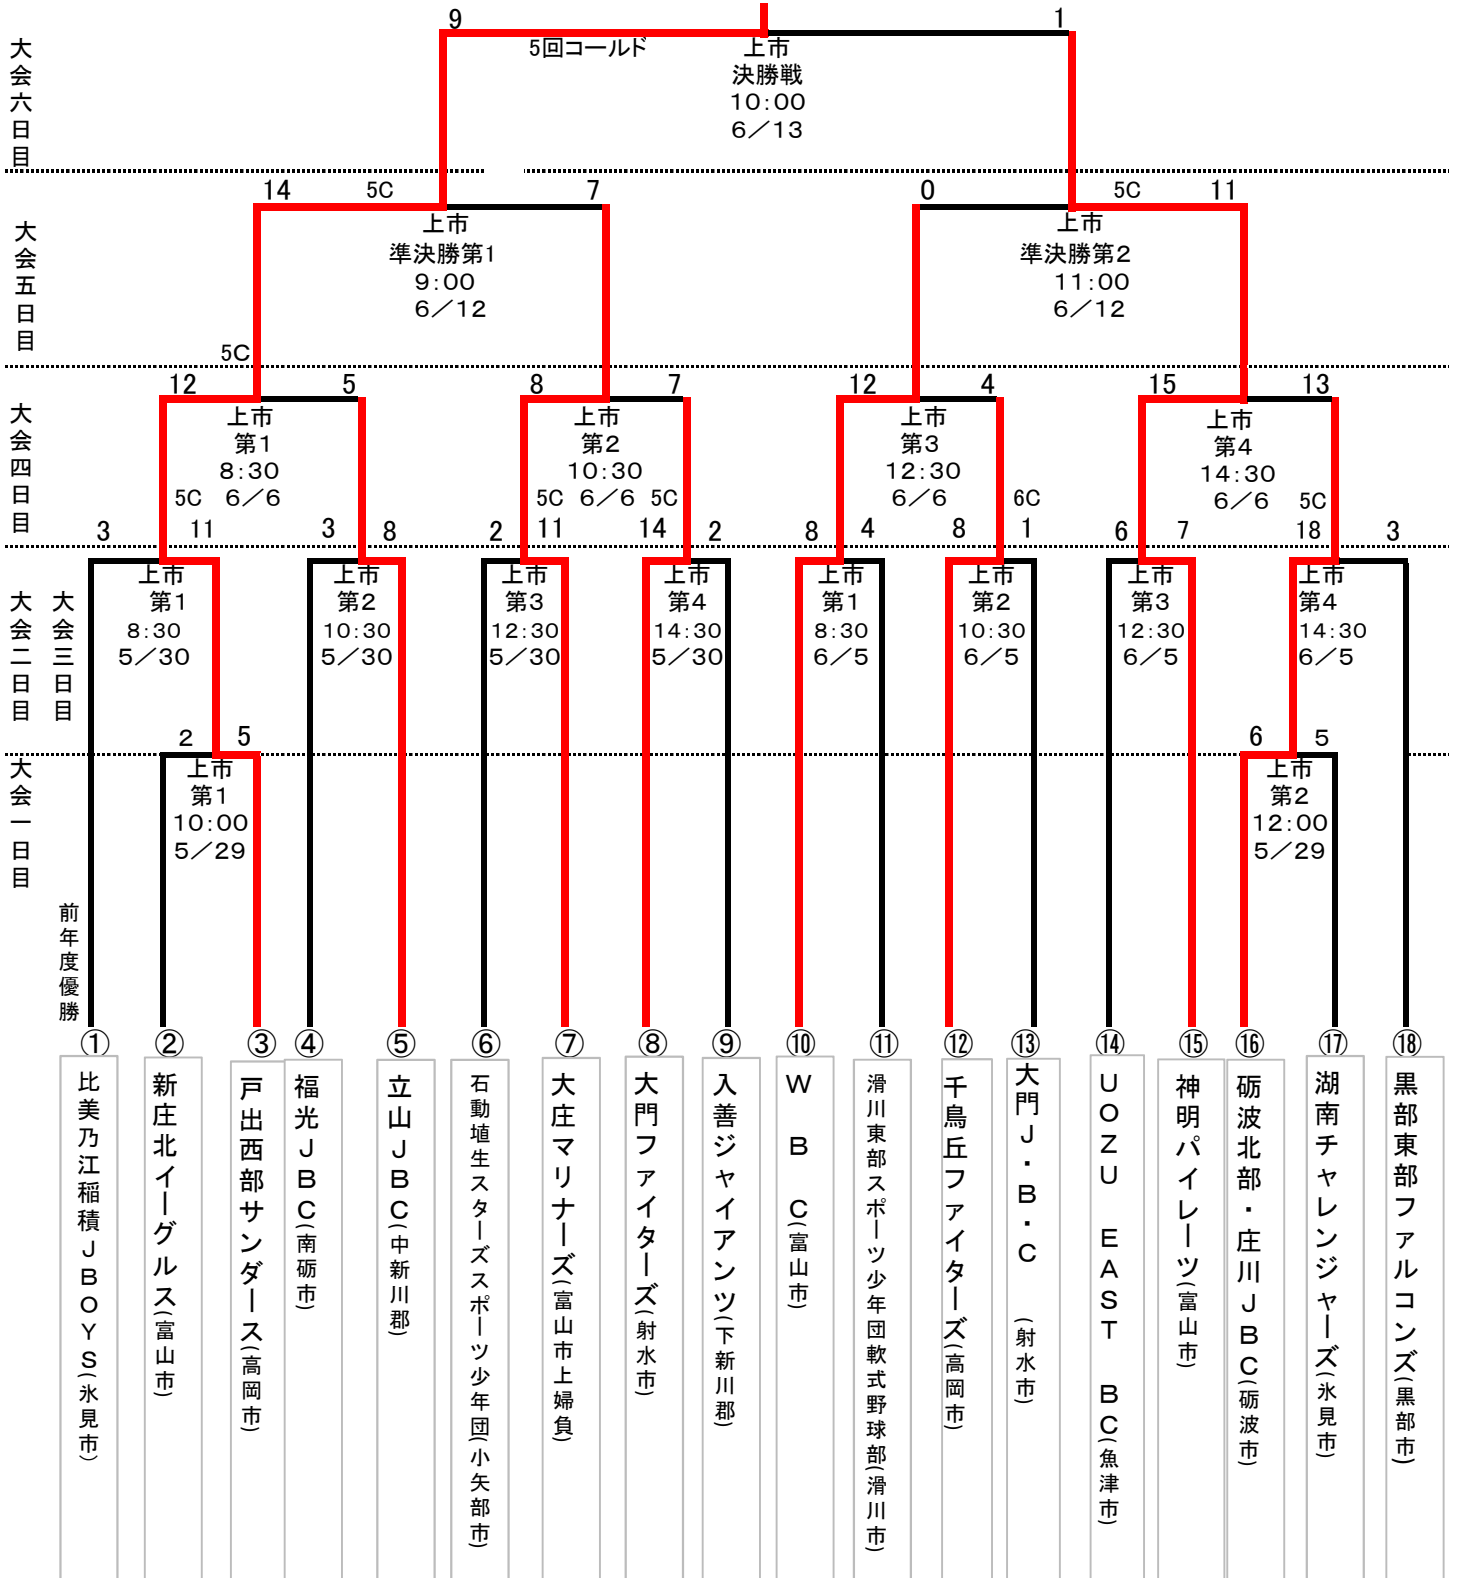 9
1
5回コールド
上市
決勝戦
10:00
6/13
大会六日目
14
5C
7
0
5C
11
上市
準決勝第1
9:00
6/12
上市
準決勝第2
11:00
6/12
大会五日目
5C
12
5
8
7
12
4
15
13
上市
第1
8:30
6/6
上市
第2
10:30
6/6
上市
第3
12:30
6/6
上市
第4
14:30
6/6
大会四日目
5C
5C
5C
6C
5C
3
11
3
8
2
11
14
2
8
4
8
1
6
7
18
3
上市
第1
8:30
5/30
上市
第2
10:30
5/30
上市
第3
12:30
5/30
上市
第4
14:30
5/30
上市
第1
8:30
6/5
上市
第2
10:30
6/5
上市
第3
12:30
6/5
上市
第4
14:30
6/5
大会二日目
大会三日目
2
5
6
5
上市
第1
10:00
5/29
上市
第2
12:00
5/29
大会一日目
前年度優勝
①
②
③
④
⑤
⑥
⑦
⑧
⑨
⑩
⑪
⑫
⑬
⑭
⑮
⑯
⑰
⑱
比美乃江稲積JBOYS(氷見市)
新庄北イーグルス(富山市)
戸出西部サンダース(高岡市)
福光JBC(南砺市)
立山JBC(中新川郡)
石動埴生スターズスポーツ少年団(小矢部市)
大庄マリナーズ(富山市上婦負)
大門ファイターズ(射水市)
入善ジャイアンツ(下新川郡)
W B C(富山市)
滑川東部スポーツ少年団軟式野球部(滑川市)
千鳥丘ファイターズ(高岡市)
大門J・B・C (射水市)
UOZU EAST BC(魚津市)
神明パイレーツ(富山市)
砺波北部・庄川JBC(砺波市)
湖南チャレンジャーズ(氷見市)
黒部東部ファルコンズ(黒部市)